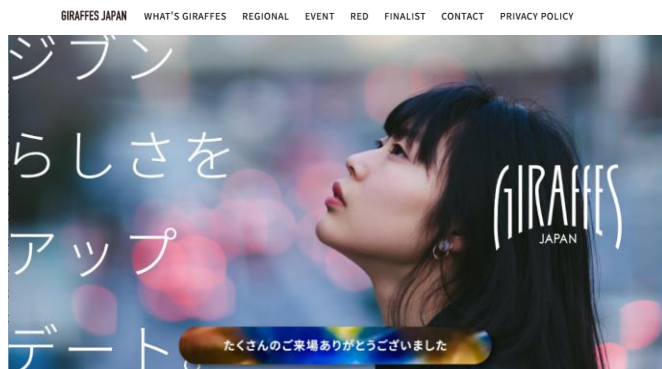 GIRAFFES JAPAN WHAT'S GIRAFFES REGIONAL EVENT RED FINALIST CONTACT PRIVACY POLICY
ジブン
らしさを
アップ
デート。
GIRAFFES
JAPAN
たくさんのご来場ありがとうございました